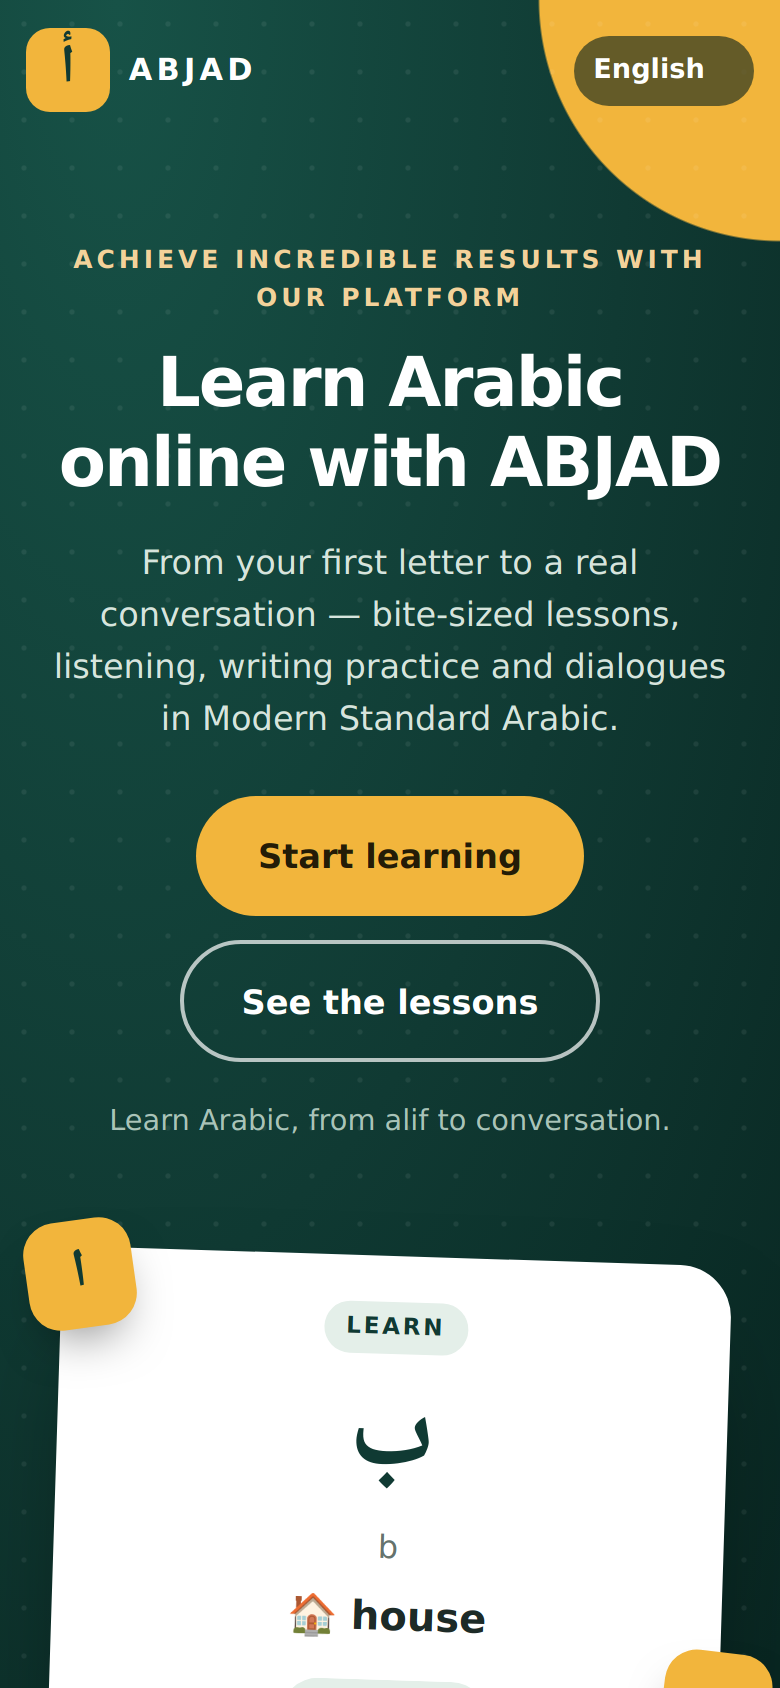 أ
ABJAD
English
ACHIEVE INCREDIBLE RESULTS WITH
OUR PLATFORM
Learn Arabic
online with ABJAD
From your first letter to a real
conversation — bite-sized lessons,
listening, writing practice and dialogues
in Modern Standard Arabic.
Start learning
See the lessons
Learn Arabic, from alif to conversation.
ا
LEARN
ب
b
house